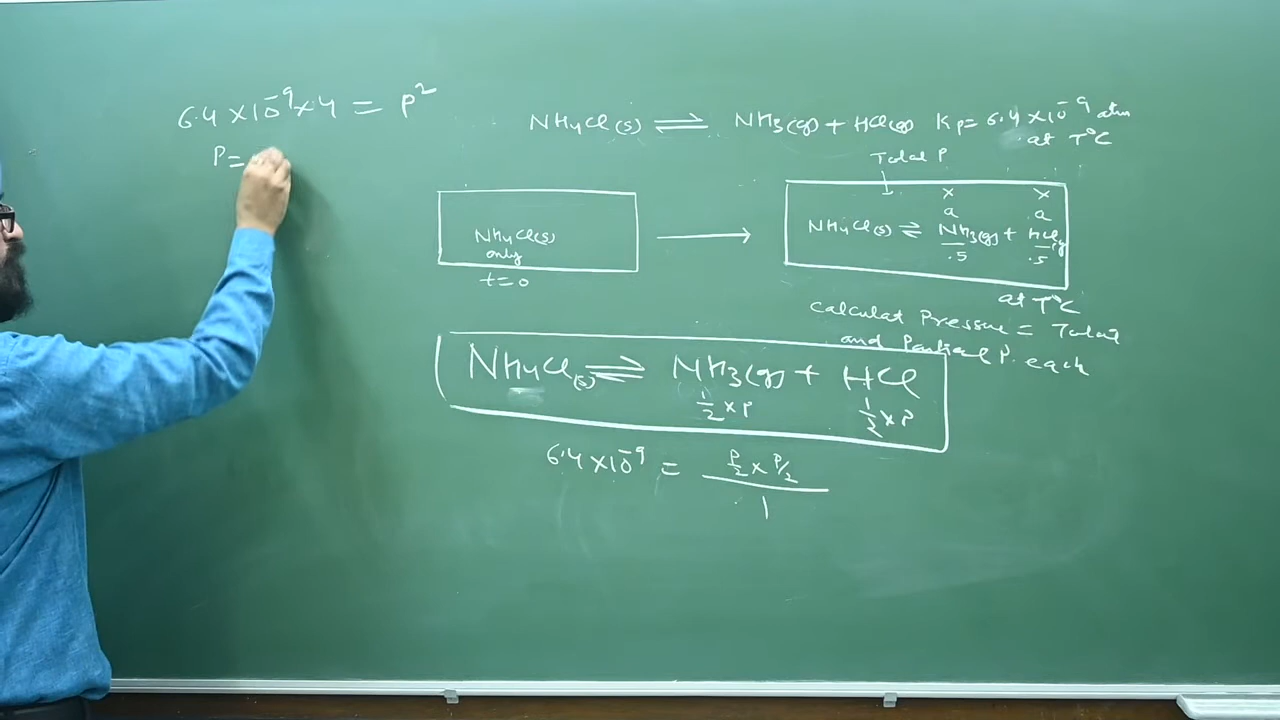 6.4 × 10⁻⁹ × 4 = P²
P =
NH4Cl(s) ⇌ NH3(g) + HCl(g) Kp = 6.4 × 10⁻⁹ atm
at T°C
Total P
NH4Cl(s)
only
t=0
x x
a a
NH4Cl(s) ⇌ NH3(g) + HCl(g)
.5 .5
at T°C
Calculat Pressure = Total
and Partial P. each
NH4Cl(s) ⇌ NH3(g) + HCl
1/2 × P 1/2 × P
6.4 × 10⁻⁹ = P/2 × P/2
1